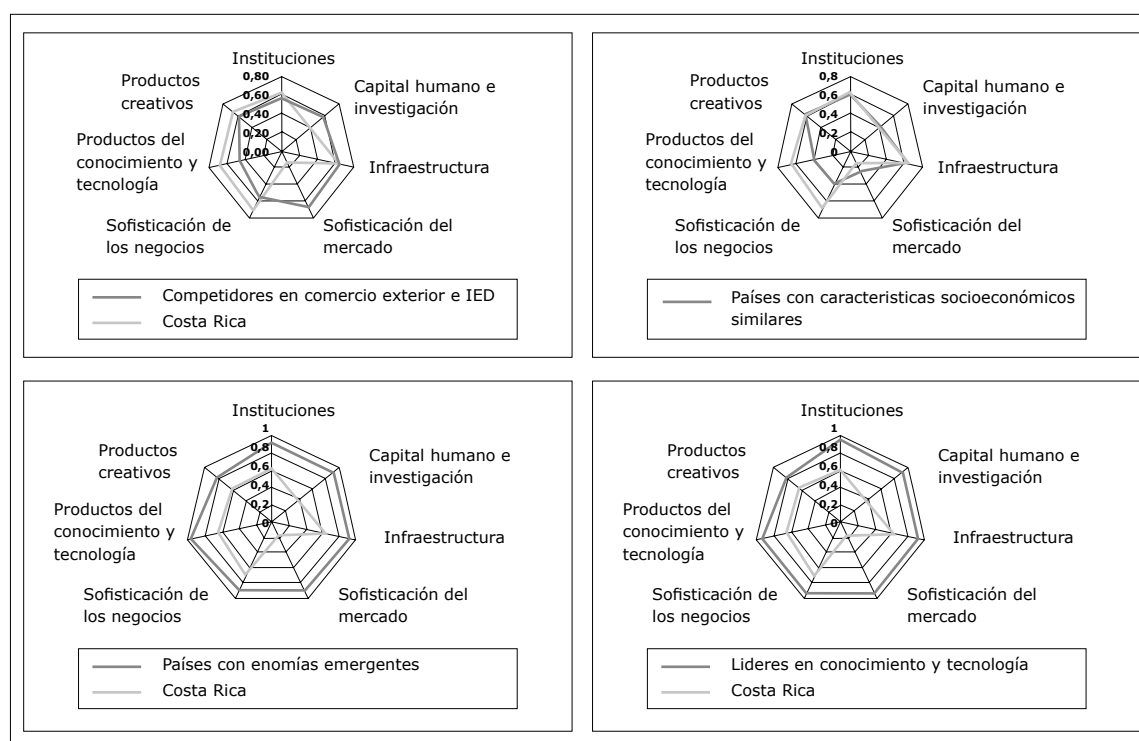 Instituciones
0,80
0,60
0,40
0,20
0,00
Capital humano e
investigación
Infraestructura
Sofisticación del
mercado
Sofisticación de
los negocios
Productos del
conocimiento y
tecnología
Productos
creativos
Competidores en comercio exterior e IED
Costa Rica
Instituciones
0,8
0,6
0,4
0,2
0
Capital humano e
investigación
Infraestructura
Sofisticación del
mercado
Sofisticación de
los negocios
Productos del
conocimiento y
tecnología
Productos
creativos
Países con caracteristicas socioeconómicos
similares
Instituciones
1
0,8
0,6
0,4
0,2
0
Capital humano e
investigación
Infraestructura
Sofisticación del
mercado
Sofisticación de
los negocios
Productos del
conocimiento y
tecnología
Productos
creativos
Países con enomías emergentes
Costa Rica
Instituciones
1
0,8
0,6
0,4
0,2
0
Capital humano e
investigación
Infraestructura
Sofisticación del
mercado
Sofisticación de
los negocios
Productos del
conocimiento y
tecnología
Productos
creativos
Lideres en conocimiento y tecnología
Costa Rica